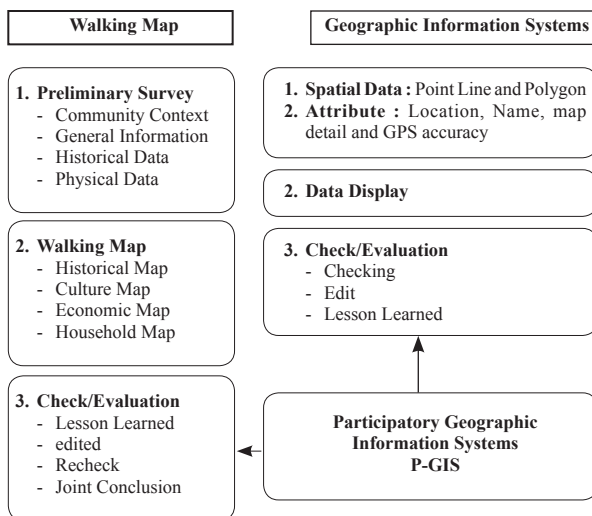 Walking Map
1. Preliminary Survey
- Community Context
- General Information
- Historical Data
- Physical Data
2. Walking Map
- Historical Map
- Culture Map
- Economic Map
- Household Map
3. Check/Evaluation
- Lesson Learned
- edited
- Recheck
- Joint Conclusion
Geographic Information Systems
1. Spatial Data : Point Line and Polygon
2. Attribute : Location, Name, map
detail and GPS accuracy
2. Data Display
3. Check/Evaluation
- Checking
- Edit
- Lesson Learned
Participatory Geographic
Information Systems
P-GIS